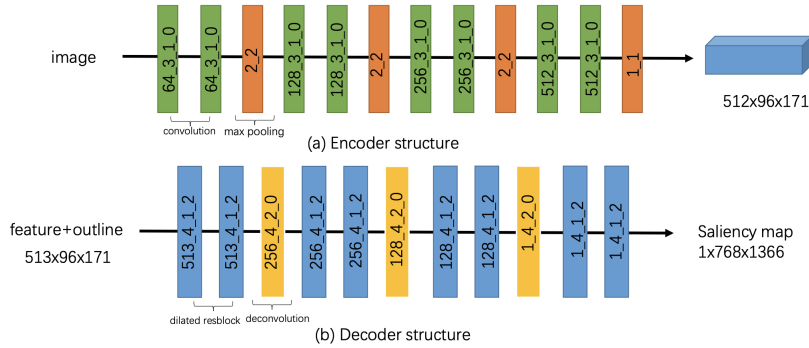 image
64_3_1_0
64_3_1_0
2_2
128_3_1_0
128_3_1_0
2_2
256_3_1_0
256_3_1_0
2_2
512_3_1_0
512_3_1_0
1_1
512x96x171
convolution
max pooling
(a) Encoder structure
feature+outline
513x96x171
513_4_1_2
513_4_1_2
256_4_2_0
256_4_1_2
256_4_1_2
128_4_2_0
128_4_1_2
128_4_1_2
1_4_2_0
1_4_1_2
1_4_1_2
Saliency map
1x768x1366
dilated resblock
deconvolution
(b) Decoder structure